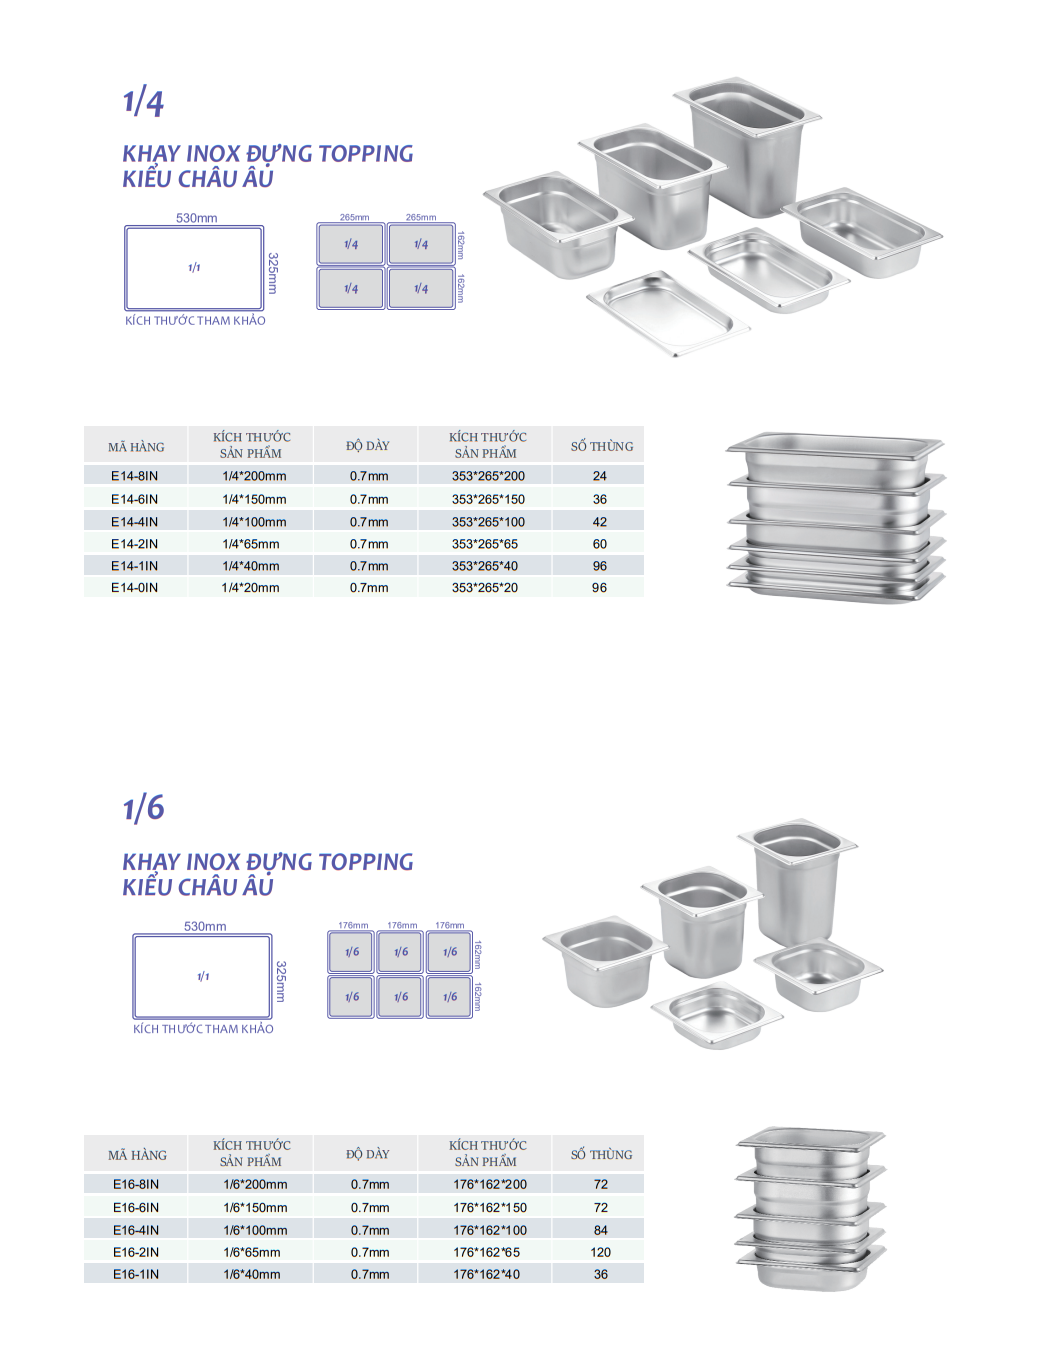 1/4
KHAY INOX ĐỰNG TOPPING
KIỂU CHÂU ÂU
530mm
1/1
325mm
KÍCH THƯỚC THAM KHẢO
265mm 265mm
1/4 1/4
162mm
1/4 1/4
162mm
MÃ HÀNG KÍCH THƯỚC SẢN PHẨM ĐỘ DÀY KÍCH THƯỚC SẢN PHẨM SỐ THÙNG
E14-8IN 1/4*200mm 0.7mm 353*265*200 24
E14-6IN 1/4*150mm 0.7mm 353*265*150 36
E14-4IN 1/4*100mm 0.7mm 353*265*100 42
E14-2IN 1/4*65mm 0.7mm 353*265*65 60
E14-1IN 1/4*40mm 0.7mm 353*265*40 96
E14-0IN 1/4*20mm 0.7mm 353*265*20 96
1/6
KHAY INOX ĐỰNG TOPPING
KIỂU CHÂU ÂU
530mm
1/1
325mm
KÍCH THƯỚC THAM KHẢO
176mm 176mm 176mm
1/6 1/6 1/6
162mm
1/6 1/6 1/6
162mm
MÃ HÀNG KÍCH THƯỚC SẢN PHẨM ĐỘ DÀY KÍCH THƯỚC SẢN PHẨM SỐ THÙNG
E16-8IN 1/6*200mm 0.7mm 176*162*200 72
E16-6IN 1/6*150mm 0.7mm 176*162*150 72
E16-4IN 1/6*100mm 0.7mm 176*162*100 84
E16-2IN 1/6*65mm 0.7mm 176*162*65 120
E16-1IN 1/6*40mm 0.7mm 176*162*40 36